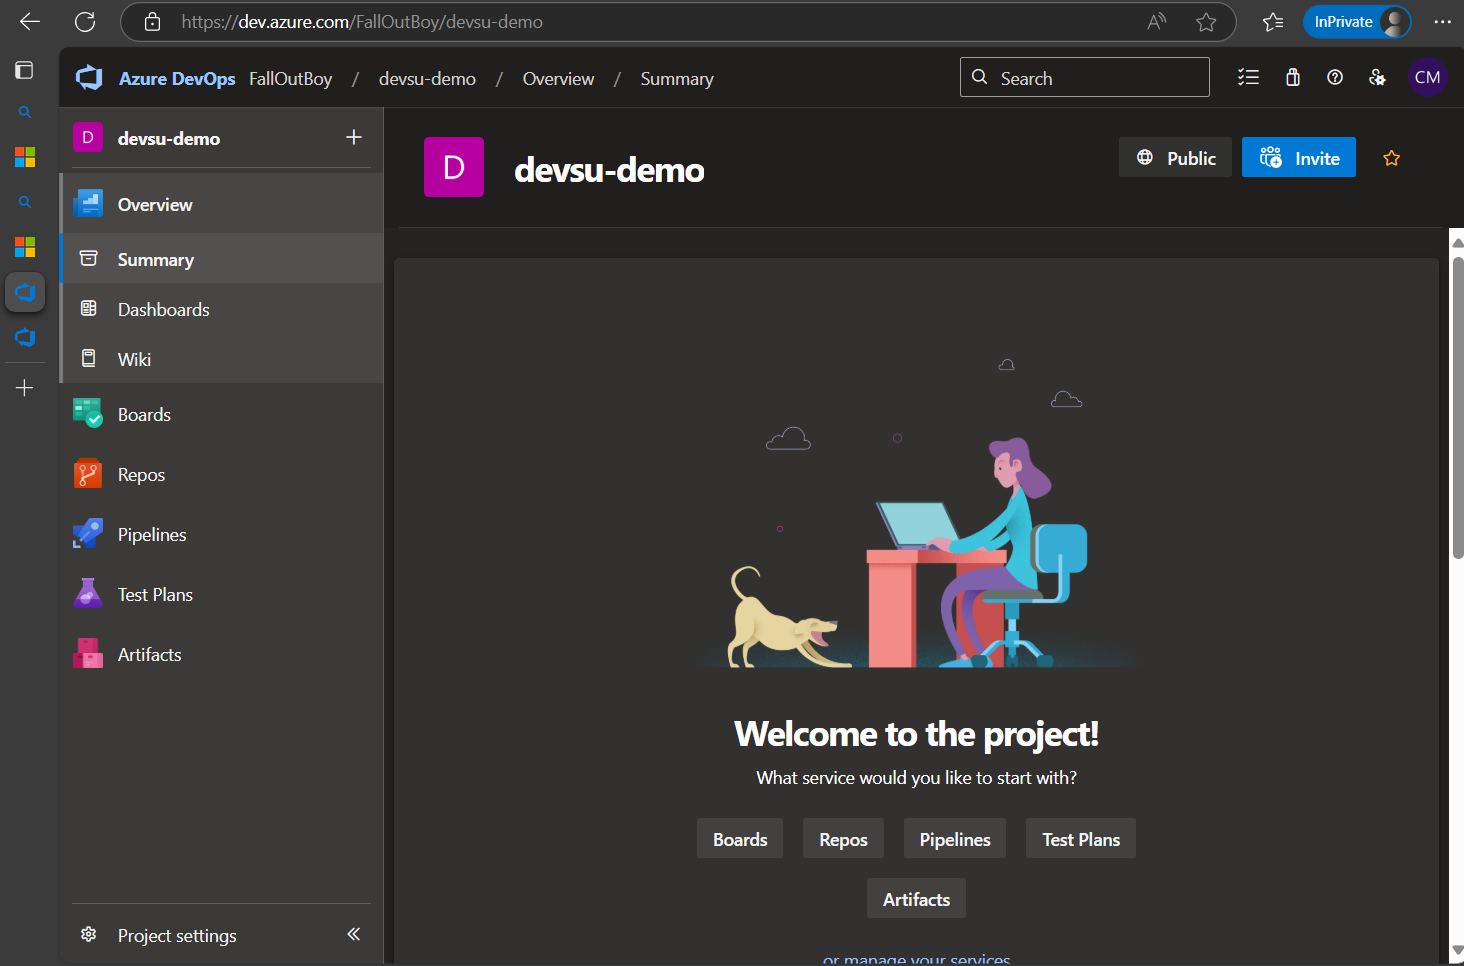 https://dev.azure.com/FallOutBoy/devsu-demo
InPrivate
Azure DevOps FallOutBoy / devsu-demo / Overview / Summary
Search
CM
D devsu-demo
D
devsu-demo
Public
Invite
Overview
Summary
Dashboards
Wiki
Boards
Repos
Pipelines
Test Plans
Artifacts
Welcome to the project!
What service would you like to start with?
Boards Repos Pipelines Test Plans
Artifacts
or manage your services
Project settings